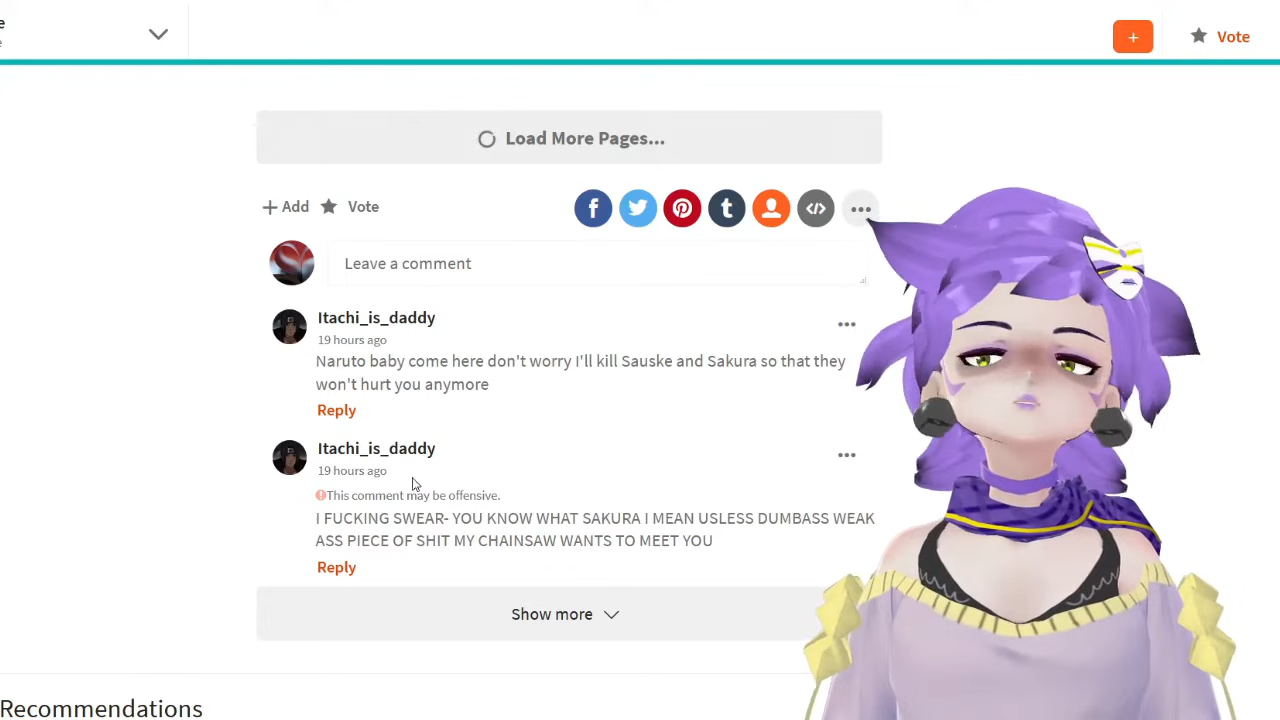 e
Vote
Load More Pages...
Add Vote
Leave a comment
Itachi_is_daddy
19 hours ago
Naruto baby come here don't worry I'll kill Sauske and Sakura so that they
won't hurt you anymore
Reply
Itachi_is_daddy
19 hours ago
This comment may be offensive.
I FUCKING SWEAR- YOU KNOW WHAT SAKURA I MEAN USLESS DUMBASS WEAK
ASS PIECE OF SHIT MY CHAINSAW WANTS TO MEET YOU
Reply
Show more
Recommendations